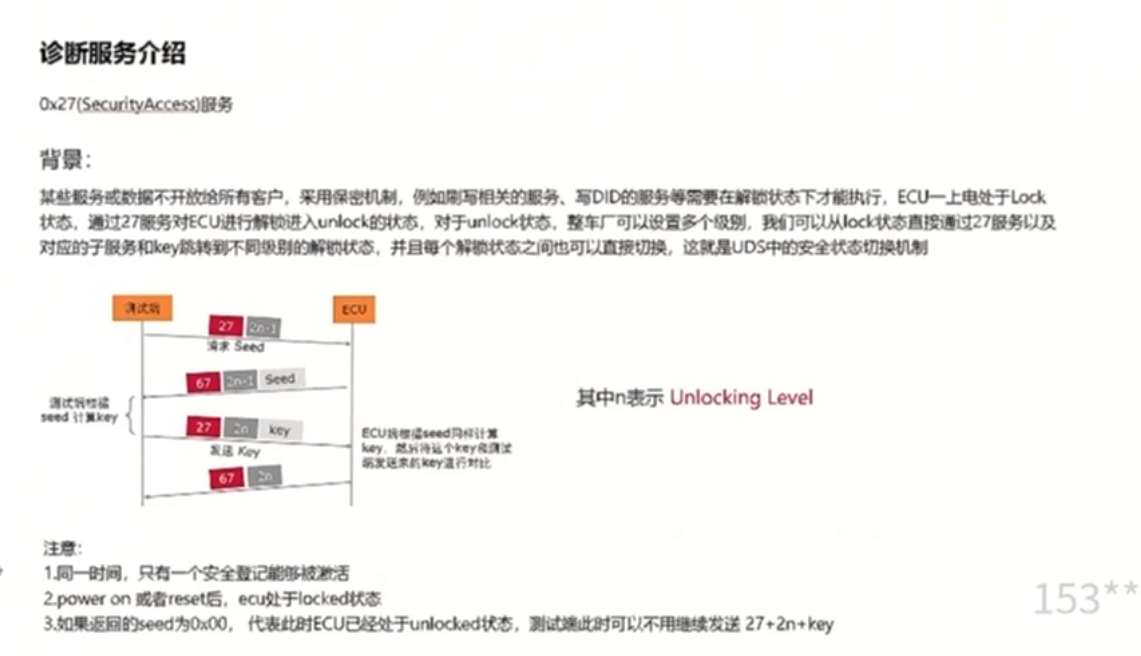 诊断服务介绍
0x27(SecurityAccess)服务
背景：
某些服务或数据不开放给所有客户，采用保密机制，例如刷写相关的服务、写DID的服务等需要在解锁状态下才能执行，ECU一上电处于Lock
状态，通过27服务对ECU进行解锁进入unlock的状态，对于unlock状态，整车厂可以设置多个级别，我们可以从lock状态直接通过27服务以及
对应的子服务和key跳转到不同级别的解锁状态，并且每个解锁状态之间也可以直接切换，这就是UDS中的安全状态切换机制
测试端
ECU
27 2n-1
请求 Seed
67 2n-1 Seed
测试端根据
seed 计算key
27 2n key
发送 Key
ECU端根据seed同样计算
key，然后将这个key和测试
端发送来的key进行对比
67 2n
其中n表示 Unlocking Level
注意：
1.同一时间，只有一个安全登记能够被激活
2.power on 或者reset后，ecu处于locked状态
3.如果返回的seed为0x00， 代表此时ECU已经处于unlocked状态，测试端此时可以不用继续发送 27+2n+key
153**